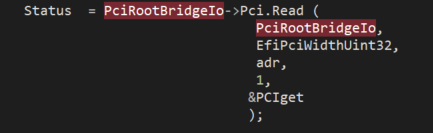 Status  = PciRootBridgeIo->Pci.Read (
PciRootBridgeIo,
EfiPciWidthUint32,
adr,
1,
&PCIget
);